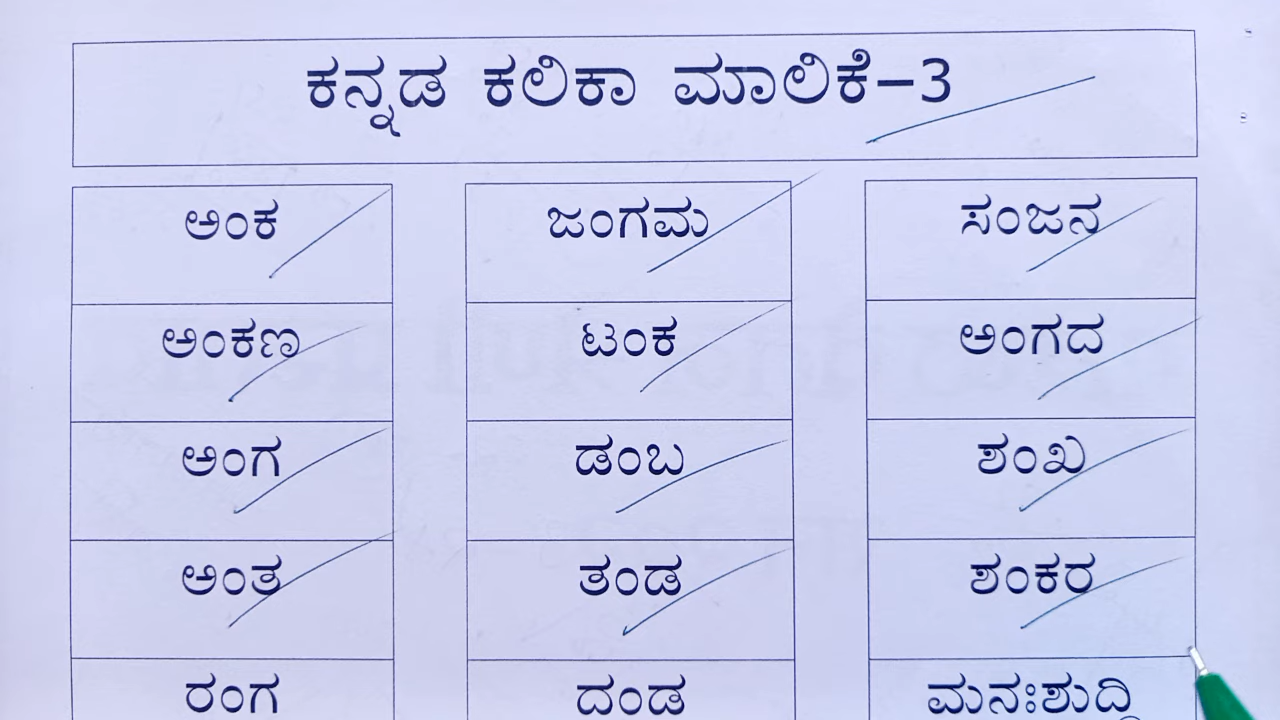 ಕನ್ನಡ ಕಲಿಕಾ ಮಾಲಿಕೆ–3
ಅಂಕ ಜಂಗಮ ಸಂಜನ
ಅಂಕಣ ಟಂಕ ಅಂಗದ
ಅಂಗ ಡಂಬ ಶಂಖ
ಅಂತ ತಂಡ ಶಂಕರ
ರಂಗ ದಂಡ ಮನಃಶುದ್ಧಿ